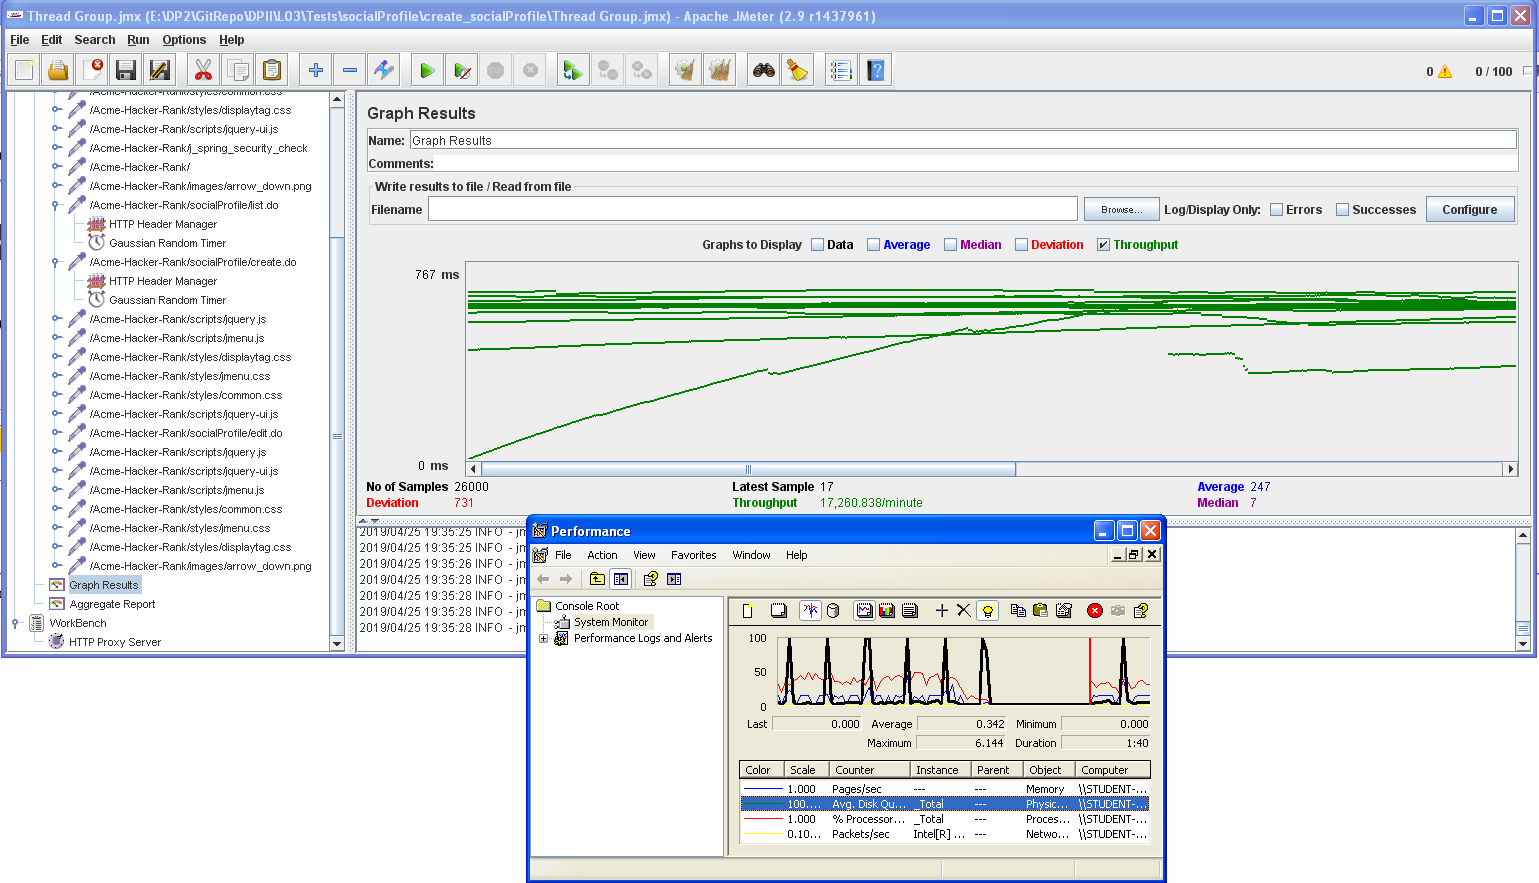 Thread Group.jmx (E:\DP2\GitRepo\DPII\L03\Tests\socialProfile\create_socialProfile\Thread Group.jmx) - Apache JMeter (2.9 r1437961)
File Edit Search Run Options Help
0 0 / 100
/Acme-Hacker-Rank/styles/common.css
/Acme-Hacker-Rank/styles/displaytag.css
/Acme-Hacker-Rank/scripts/jquery-ui.js
/Acme-Hacker-Rank/j_spring_security_check
/Acme-Hacker-Rank/
/Acme-Hacker-Rank/images/arrow_down.png
/Acme-Hacker-Rank/socialProfile/list.do
HTTP Header Manager
Gaussian Random Timer
/Acme-Hacker-Rank/socialProfile/create.do
HTTP Header Manager
Gaussian Random Timer
/Acme-Hacker-Rank/scripts/jquery.js
/Acme-Hacker-Rank/scripts/jmenu.js
/Acme-Hacker-Rank/styles/displaytag.css
/Acme-Hacker-Rank/styles/jmenu.css
/Acme-Hacker-Rank/styles/common.css
/Acme-Hacker-Rank/scripts/jquery-ui.js
/Acme-Hacker-Rank/socialProfile/edit.do
/Acme-Hacker-Rank/scripts/jquery.js
/Acme-Hacker-Rank/scripts/jquery-ui.js
/Acme-Hacker-Rank/scripts/jmenu.js
/Acme-Hacker-Rank/styles/common.css
/Acme-Hacker-Rank/styles/jmenu.css
/Acme-Hacker-Rank/styles/displaytag.css
/Acme-Hacker-Rank/images/arrow_down.png
Graph Results
Aggregate Report
WorkBench
HTTP Proxy Server
Graph Results
Name: Graph Results
Comments:
Write results to file / Read from file
Filename Browse... Log/Display Only: Errors Successes Configure
Graphs to Display Data Average Median Deviation Throughput
767 ms
0 ms
No of Samples 26000 Latest Sample 17 Average 247
Deviation 731 Throughput 17,260.838/minute Median 7
2019/04/25 19:35:25 INFO - jm
2019/04/25 19:35:25 INFO - jm
2019/04/25 19:35:26 INFO - jm
2019/04/25 19:35:28 INFO - jm
2019/04/25 19:35:28 INFO - jm
2019/04/25 19:35:28 INFO - jm
2019/04/25 19:35:28 INFO - jm
Performance
File Action View Favorites Window Help
Console Root
System Monitor
Performance Logs and Alerts
100
50
0
Last 0.000 Average 0.342 Minimum 0.000
Maximum 6.144 Duration 1:40
Color Scale Counter Instance Parent Object Computer
1.000 Pages/sec --- --- Memory \\STUDENT-...
100.... Avg. Disk Qu... _Total --- Physic... \\STUDENT-...
1.000 % Processor... _Total --- Proces... \\STUDENT-...
0.10... Packets/sec Intel[R] ... --- Netwo... \\STUDENT-...